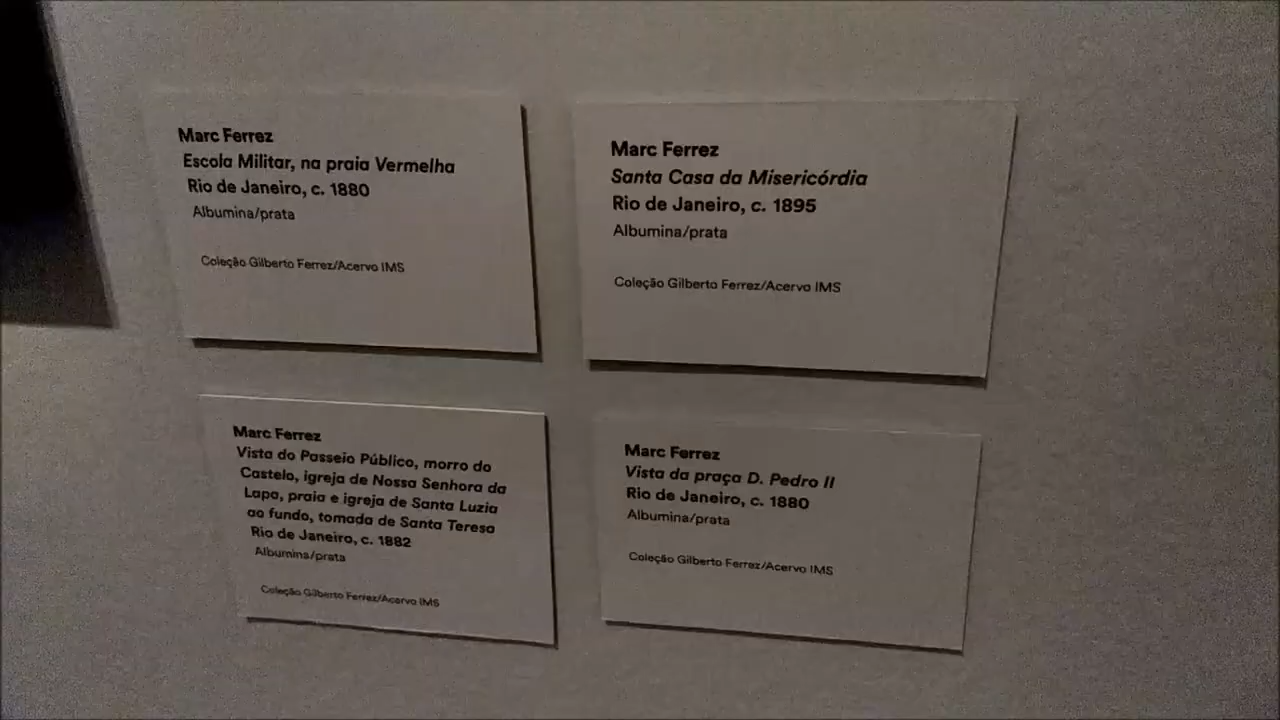 Marc Ferrez
Escola Militar, na praia Vermelha
Rio de Janeiro, c. 1880
Albumina/prata
Coleção Gilberto Ferrez/Acervo IMS
Marc Ferrez
Santa Casa da Misericórdia
Rio de Janeiro, c. 1895
Albumina/prata
Coleção Gilberto Ferrez/Acervo IMS
Marc Ferrez
Vista do Passeio Público, morro do
Castelo, igreja de Nossa Senhora da
Lapa, praia e igreja de Santa Luzia
ao fundo, tomada de Santa Teresa
Rio de Janeiro, c. 1882
Albumina/prata
Coleção Gilberto Ferrez/Acervo IMS
Marc Ferrez
Vista da praça D. Pedro II
Rio de Janeiro, c. 1880
Albumina/prata
Coleção Gilberto Ferrez/Acervo IMS